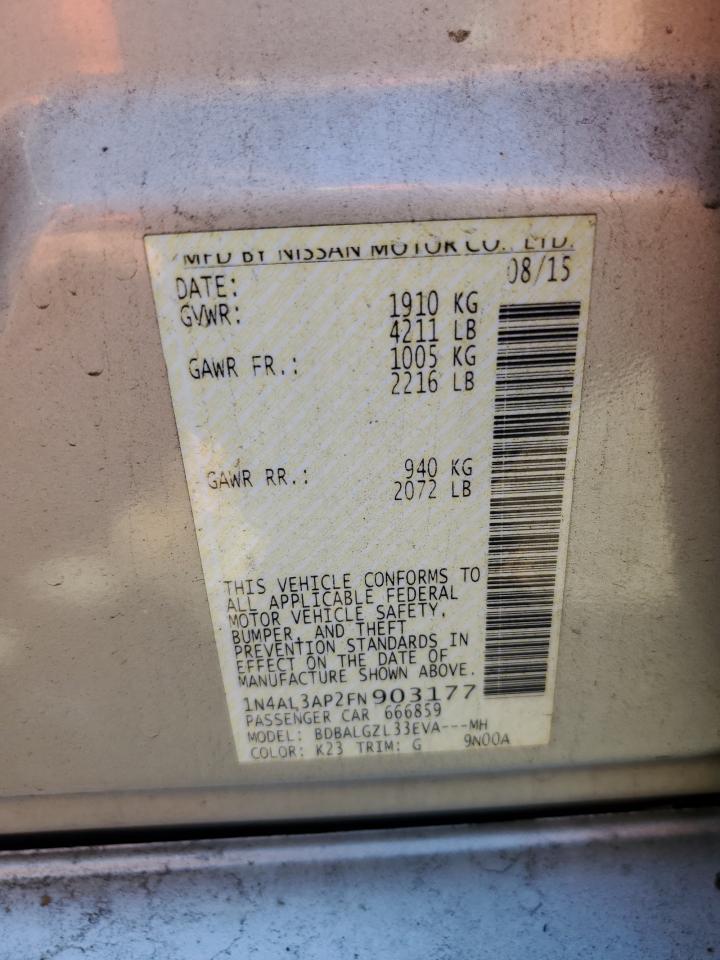 MFD BY NISSAN MOTOR CO., LTD.
DATE: 08/15
GVWR: 1910 KG
4211 LB
GAWR FR.: 1005 KG
2216 LB
GAWR RR.: 940 KG
2072 LB
THIS VEHICLE CONFORMS TO
ALL APPLICABLE FEDERAL
MOTOR VEHICLE SAFETY,
BUMPER, AND THEFT
PREVENTION STANDARDS IN
EFFECT ON THE DATE OF
MANUFACTURE SHOWN ABOVE.
1N4AL3AP2FN903177
PASSENGER CAR 666859
MODEL: BDBALGZL33EVA---MH
COLOR: K23 TRIM: G 9N00A